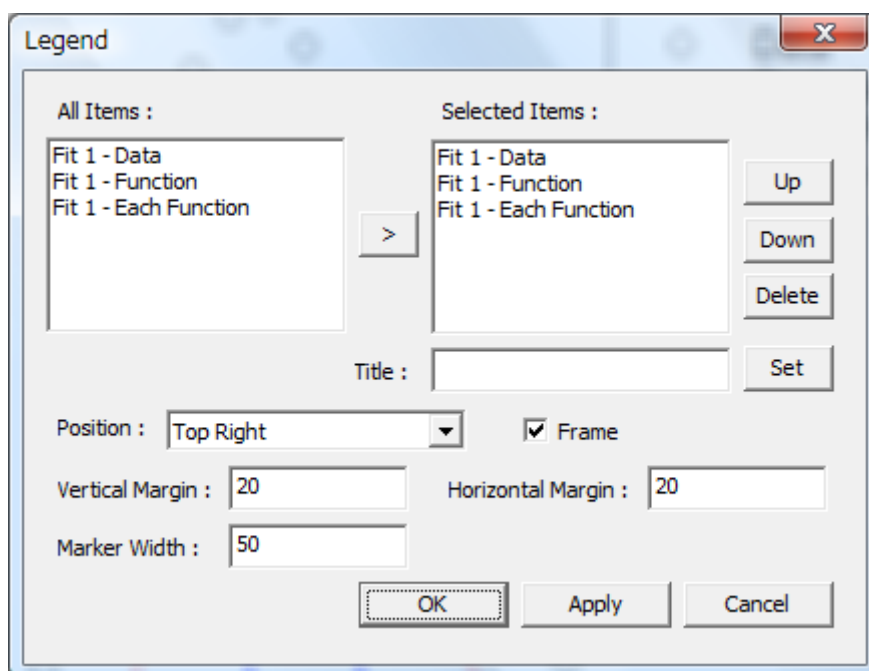 Legend
All Items :
Selected Items :
Fit 1 - Data
Fit 1 - Function
Fit 1 - Each Function
>
Fit 1 - Data
Fit 1 - Function
Fit 1 - Each Function
Up
Down
Delete
Title :
Set
Position : Top Right
Frame
Vertical Margin : 20
Horizontal Margin : 20
Marker Width : 50
OK
Apply
Cancel